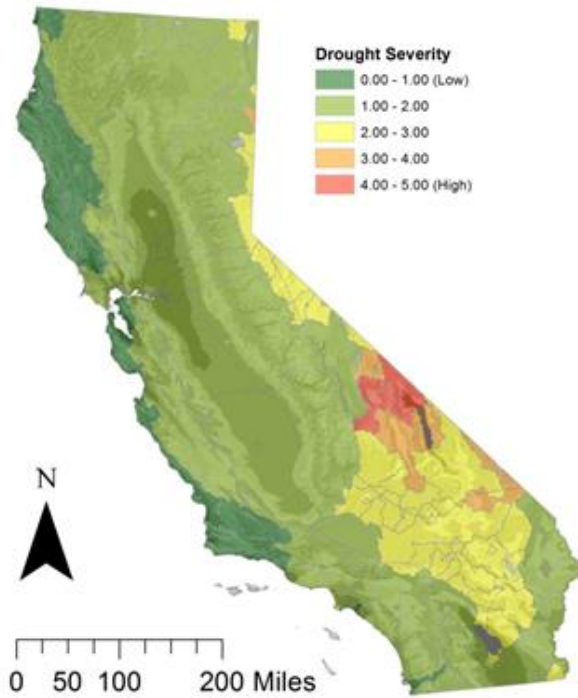 Drought Severity
0.00 - 1.00 (Low)
1.00 - 2.00
2.00 - 3.00
3.00 - 4.00
4.00 - 5.00 (High)
N
0 50 100 200 Miles